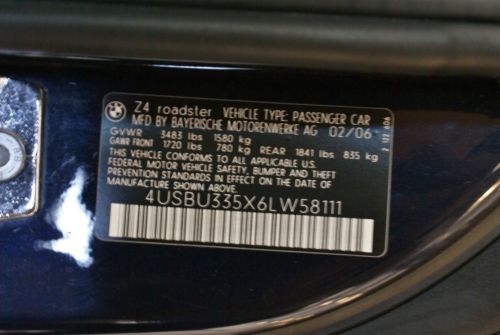 Z4 roadster VEHICLE TYPE: PASSENGER CAR
MFD BY BAYERISCHE MOTORENWERKE AG 02/06
GVWR 3483 lbs 1580 kg
GAWR FRONT 1720 lbs 780 kg REAR 1841 lbs 835 kg
THIS VEHICLE CONFORMS TO ALL APPLICABLE U.S.
FEDERAL MOTOR VEHICLE SAFETY, BUMPER AND THEFT
PREVENTION STANDARDS IN EFFECT ON THE DATE OF
MANUFACTURE SHOWN ABOVE.
4USBU335X6LW58111